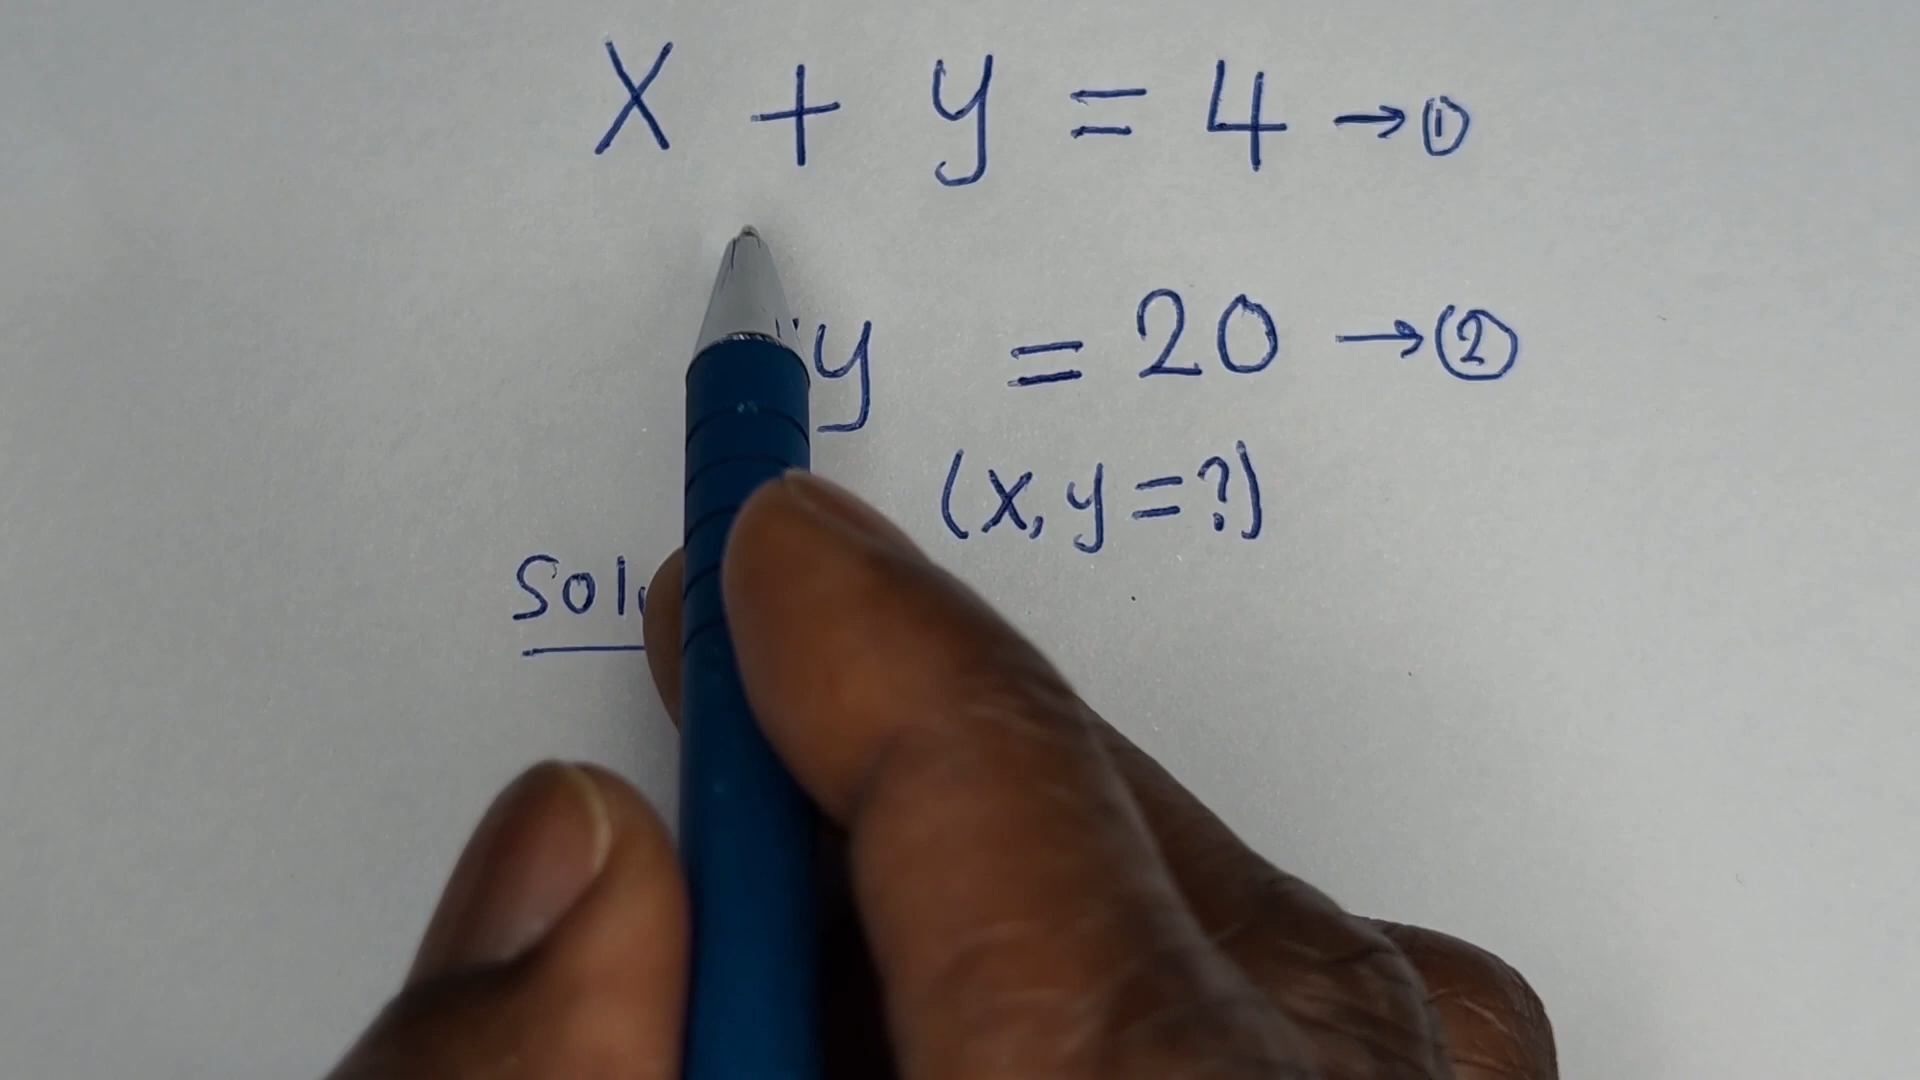 x + y = 4 → ①
y = 20 → ②
(x, y = ?)
Sol